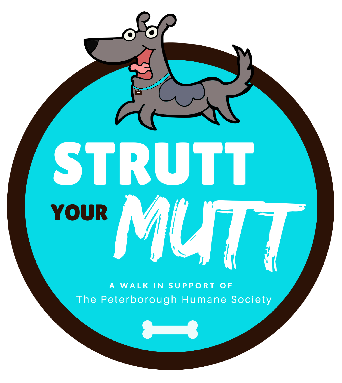 STRUTT
YOUR MUTT
A WALK IN SUPPORT OF
The Peterborough Humane Society